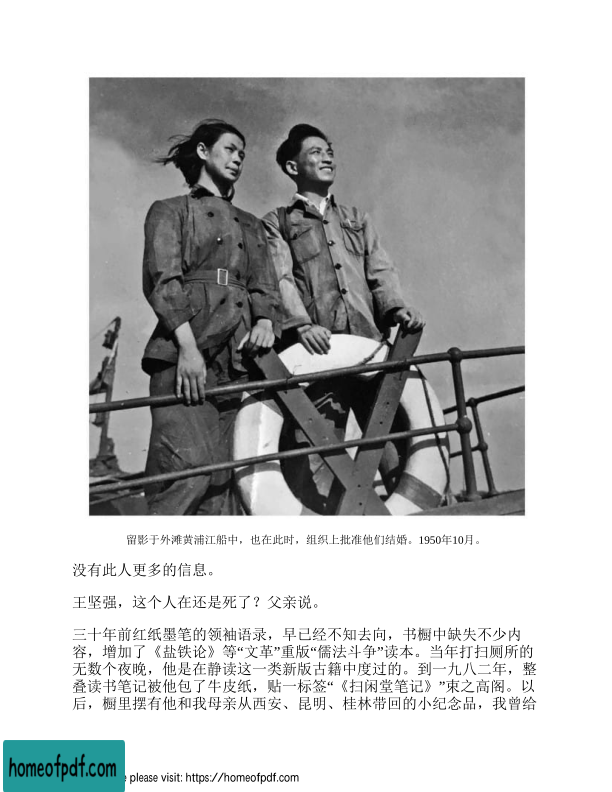 留影于外滩黄浦江船中，也在此时，组织上批准他们结婚。1950年10月。
没有此人更多的信息。
王坚强，这个人在还是死了？父亲说。
三十年前红纸墨笔的领袖语录，早已经不知去向，书橱中缺失不少内
容，增加了《盐铁论》等“文革”重版“儒法斗争”读本。当年打扫厕所的
无数个夜晚，他是在静读这一类新版古籍中度过的。到一九八二年，整
叠读书笔记被他包了牛皮纸，贴一标签“《扫闲堂笔记》”束之高阁。以
后，橱里摆有他和我母亲从西安、昆明、桂林带回的小纪念品，我曾给
homeofpdf.com
e please visit: https://homeofpdf.com